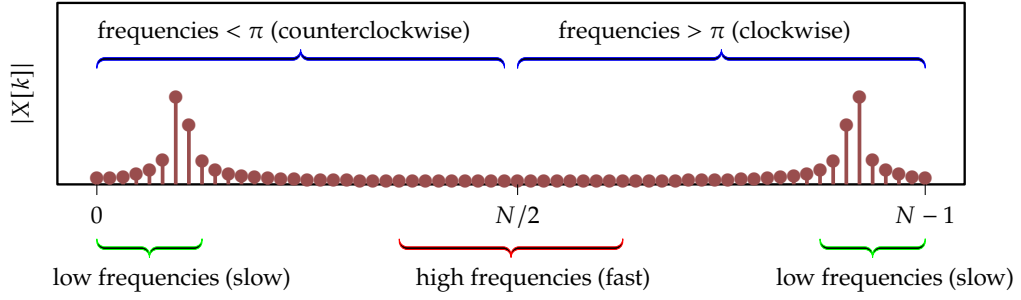 frequencies < π (counterclockwise)
frequencies > π (clockwise)
|X[k]|
0
N/2
N − 1
low frequencies (slow)
high frequencies (fast)
low frequencies (slow)